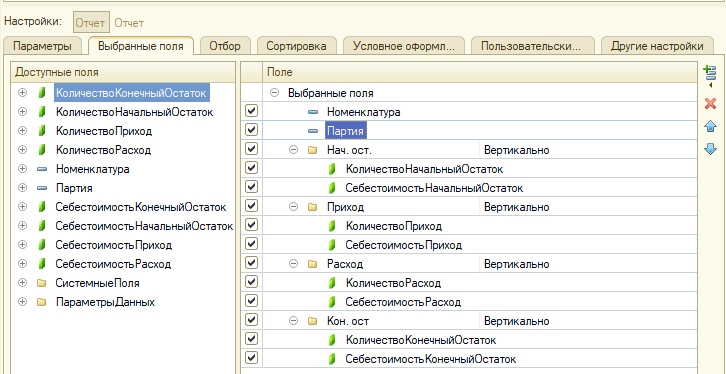 Настройки: Отчет Отчет
Параметры Выбранные поля Отбор Сортировка Условное оформл... Пользовательски... Другие настройки
Доступные поля
КоличествоКонечныйОстаток
КоличествоНачальныйОстаток
КоличествоПриход
КоличествоРасход
Номенклатура
Партия
СебестоимостьКонечныйОстаток
СебестоимостьНачальныйОстаток
СебестоимостьПриход
СебестоимостьРасход
СистемныеПоля
ПараметрыДанных
Поле
Выбранные поля
Номенклатура
Партия
Нач. ост. Вертикально
КоличествоНачальныйОстаток
СебестоимостьНачальныйОстаток
Приход Вертикально
КоличествоПриход
СебестоимостьПриход
Расход Вертикально
КоличествоРасход
СебестоимостьРасход
Кон. ост Вертикально
КоличествоКонечныйОстаток
СебестоимостьКонечныйОстаток